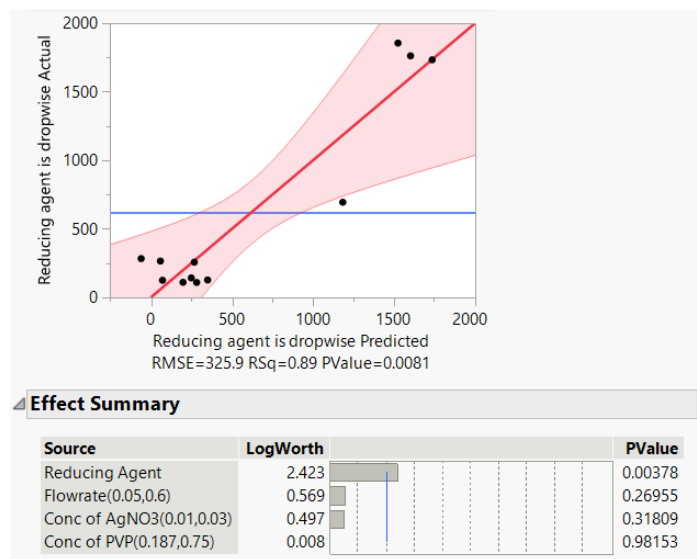 2000
1500
1000
500
0
Reducing agent is dropwise Actual
0 500 1000 1500 2000
Reducing agent is dropwise Predicted
RMSE=325.9 RSq=0.89 PValue=0.0081
Effect Summary
Source LogWorth PValue
Reducing Agent 2.423 0.00378
Flowrate(0.05,0.6) 0.569 0.26955
Conc of AgNO3(0.01,0.03) 0.497 0.31809
Conc of PVP(0.187,0.75) 0.008 0.98153